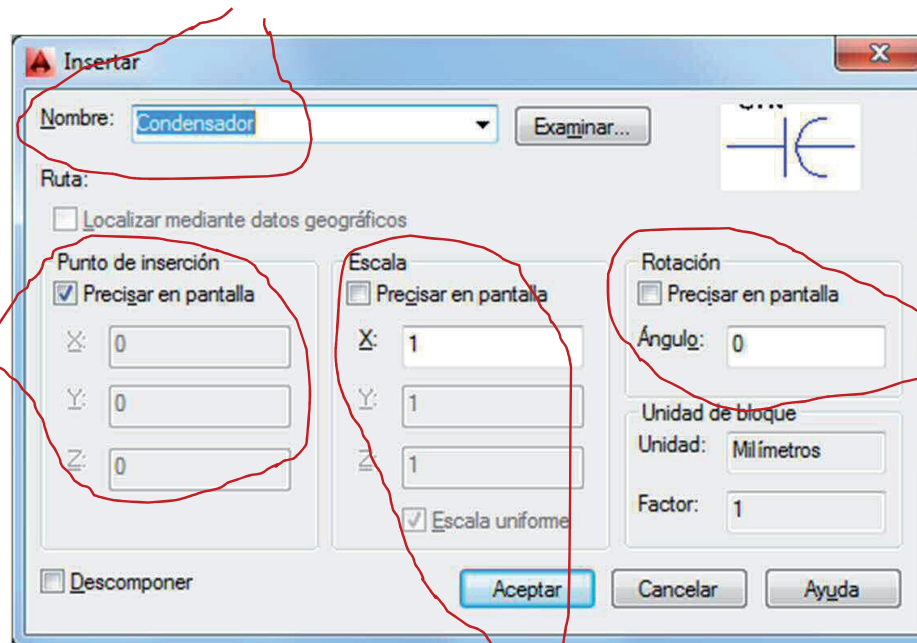 Insertar
Nombre: Condensador Examinar...
Ruta:
Localizar mediante datos geográficos
Punto de inserción
Precisar en pantalla
X: 0
Y: 0
Z: 0
Escala
Precisar en pantalla
X: 1
Y: 1
Z: 1
Escala uniforme
Rotación
Precisar en pantalla
Ángulo: 0
Unidad de bloque
Unidad: Milímetros
Factor: 1
Descomponer
Aceptar Cancelar Ayuda